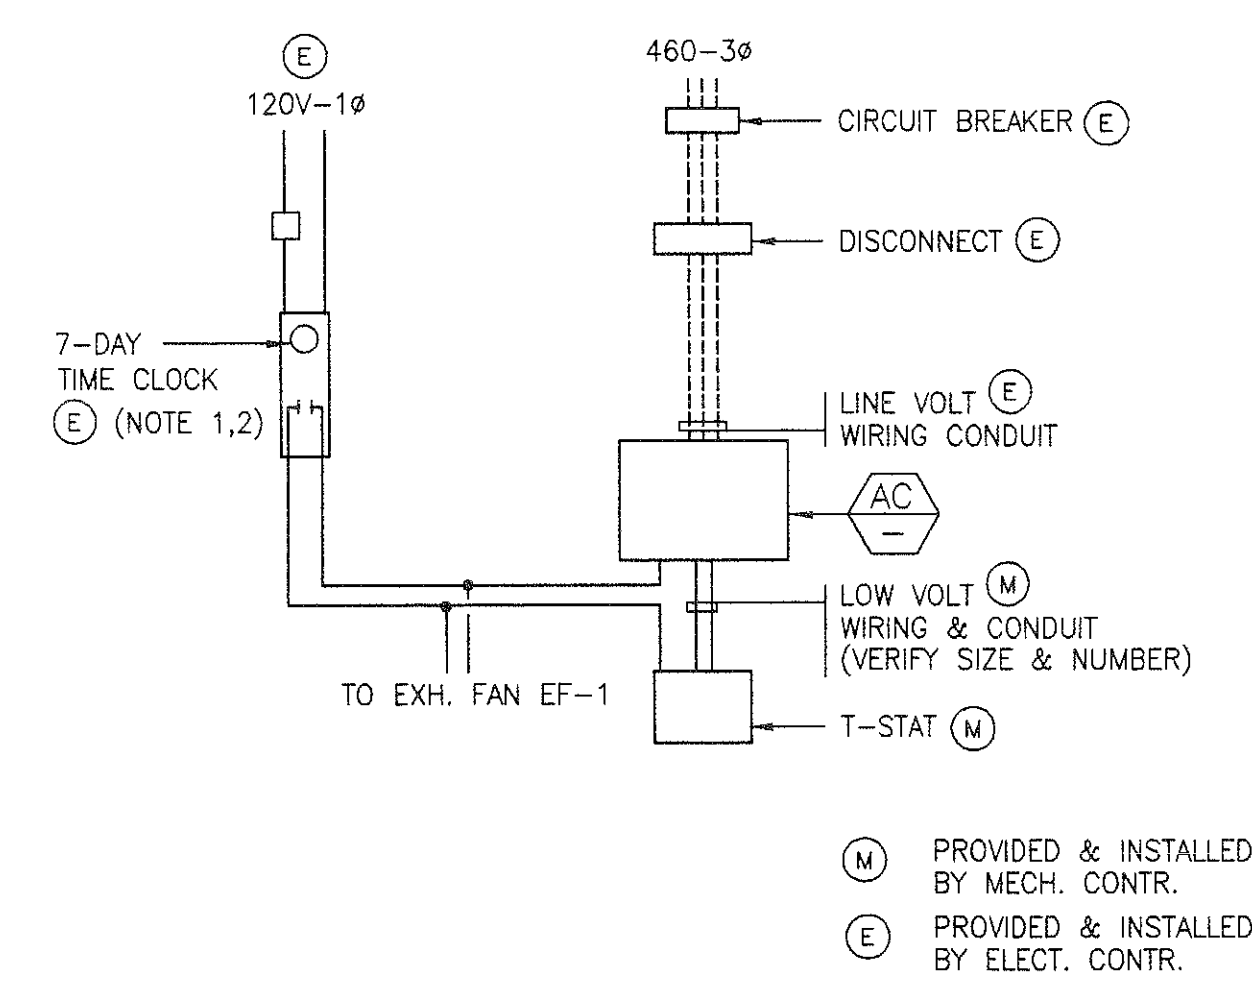 E
120V-1ø
460-3ø
CIRCUIT BREAKER E
DISCONNECT E
7-DAY
TIME CLOCK
E (NOTE 1,2)
LINE VOLT E
WIRING CONDUIT
AC
-
LOW VOLT M
WIRING & CONDUIT
(VERIFY SIZE & NUMBER)
TO EXH. FAN EF-1
T-STAT M
M PROVIDED & INSTALLED
BY MECH. CONTR.
E PROVIDED & INSTALLED
BY ELECT. CONTR.